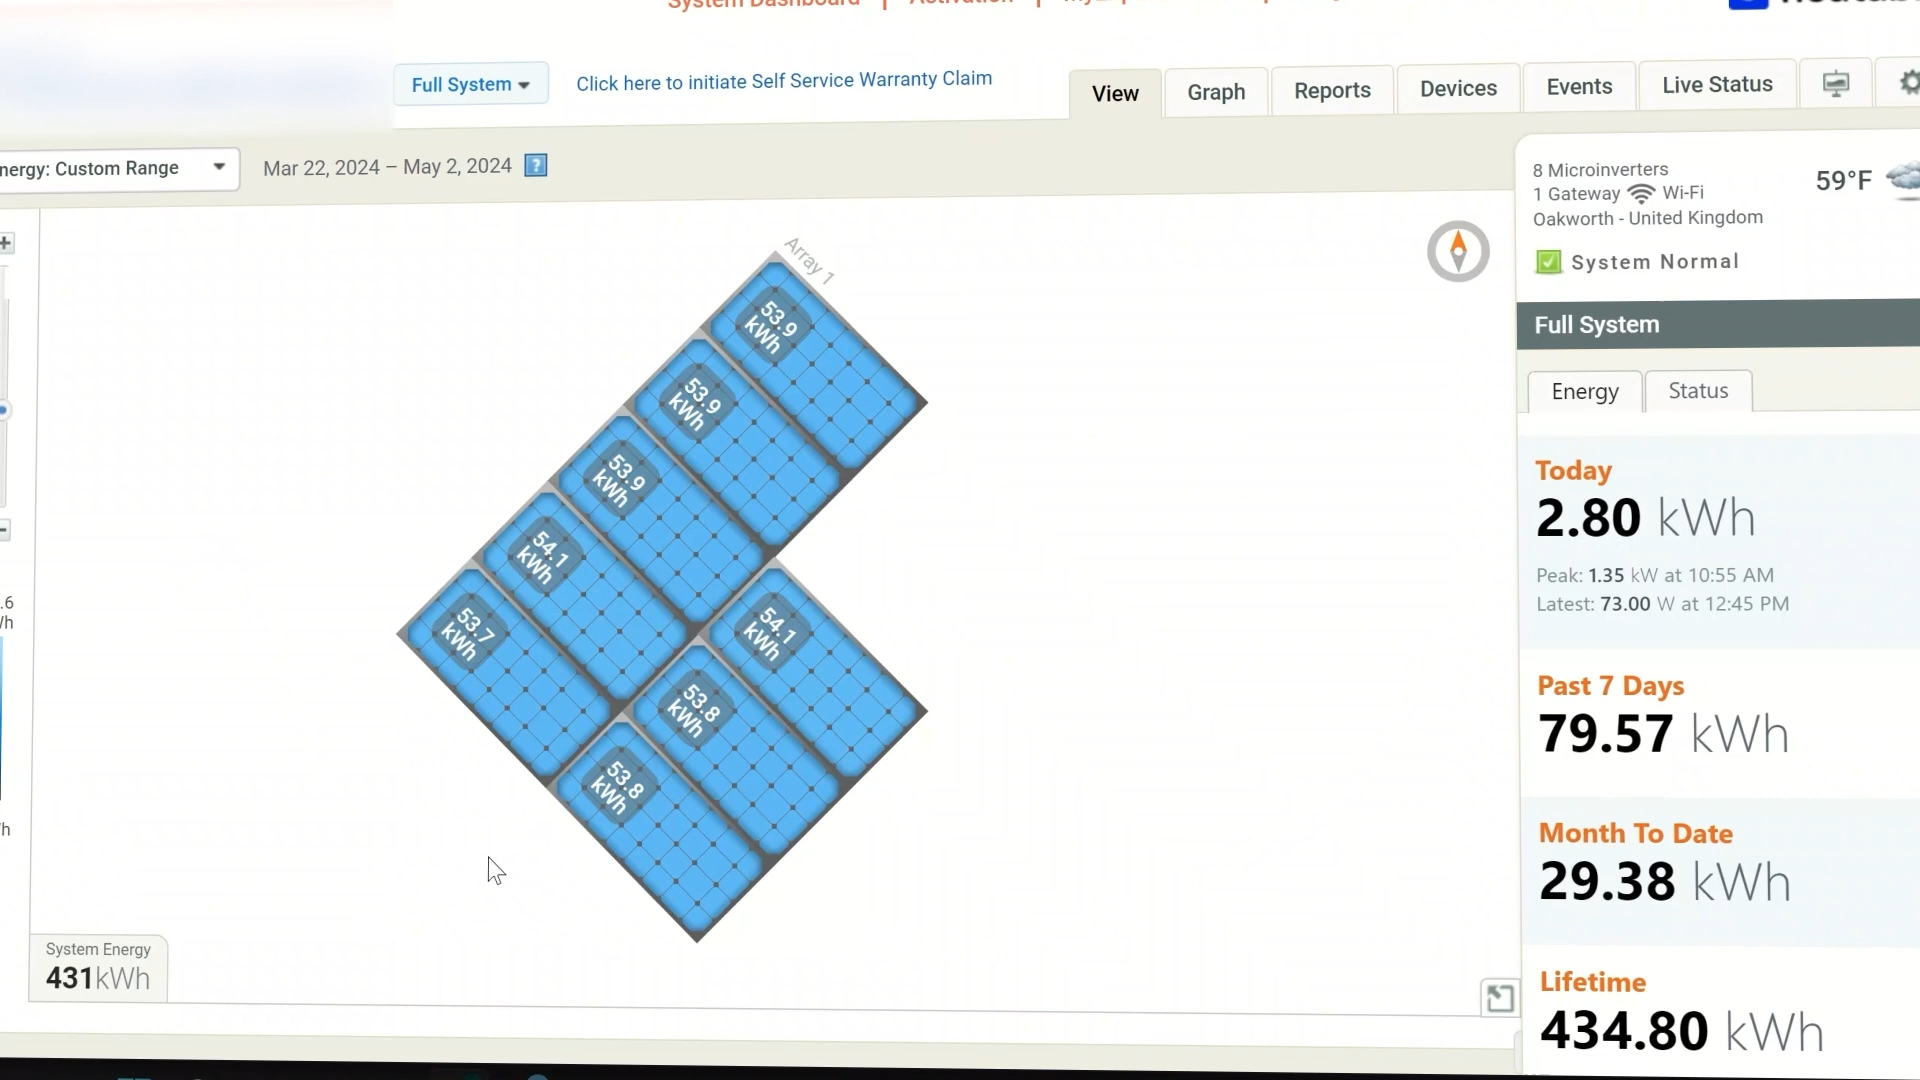 System Dashboard | Activation |
Full System
Click here to initiate Self Service Warranty Claim
View
Graph
Reports
Devices
Events
Live Status
nergy: Custom Range
Mar 22, 2024 – May 2, 2024
?
8 Microinverters
1 Gateway Wi-Fi
Oakworth - United Kingdom
59°F
System Normal
Full System
Energy
Status
Today
2.80 kWh
Peak: 1.35 kW at 10:55 AM
Latest: 73.00 W at 12:45 PM
Past 7 Days
79.57 kWh
Month To Date
29.38 kWh
Lifetime
434.80 kWh
Array 1
53.9
kWh
53.9
kWh
53.9
kWh
54.1
kWh
53.7
kWh
54.1
kWh
53.8
kWh
53.8
kWh
.6
System Energy
431kWh